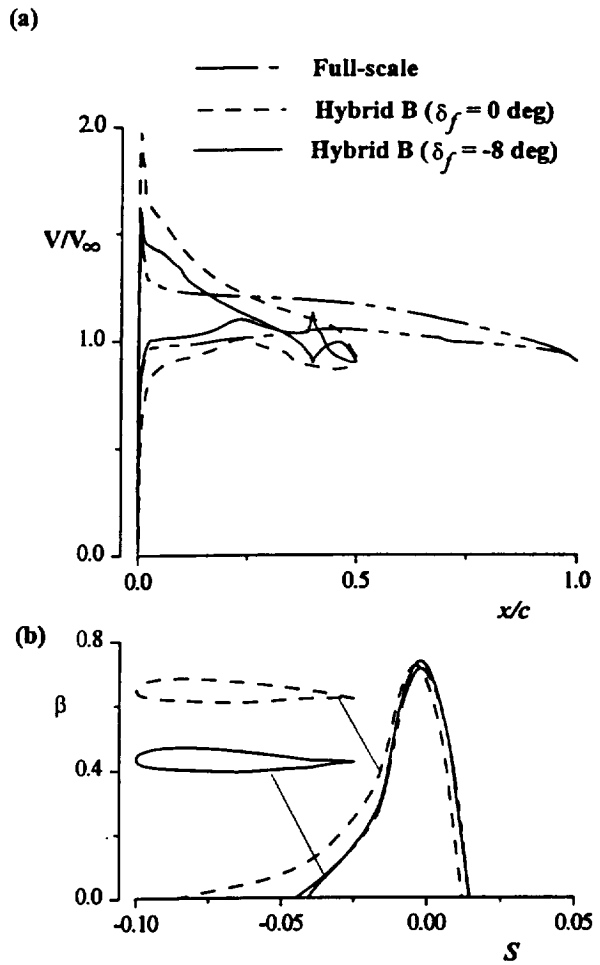 (a)
Full-scale
Hybrid B (δf = 0 deg)
Hybrid B (δf = -8 deg)
2.0
V/V∞
1.0
0.0
0.0 0.5 1.0
x/c
(b)
0.8
β
0.4
0.0
-0.10 -0.05 0.00 0.05
S